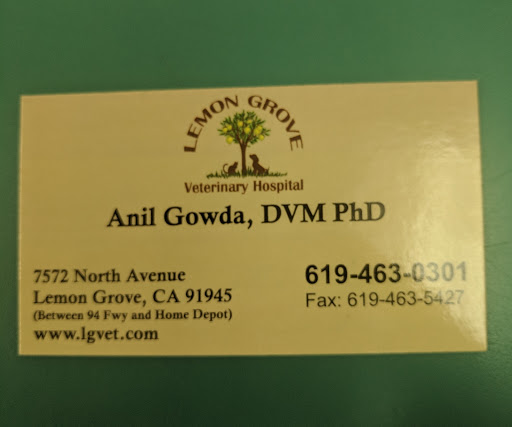 LEMON GROVE
Veterinary Hospital
Anil Gowda, DVM PhD
7572 North Avenue
Lemon Grove, CA 91945
(Between 94 Fwy and Home Depot)
www.lgvet.com
619-463-0301
Fax: 619-463-5427